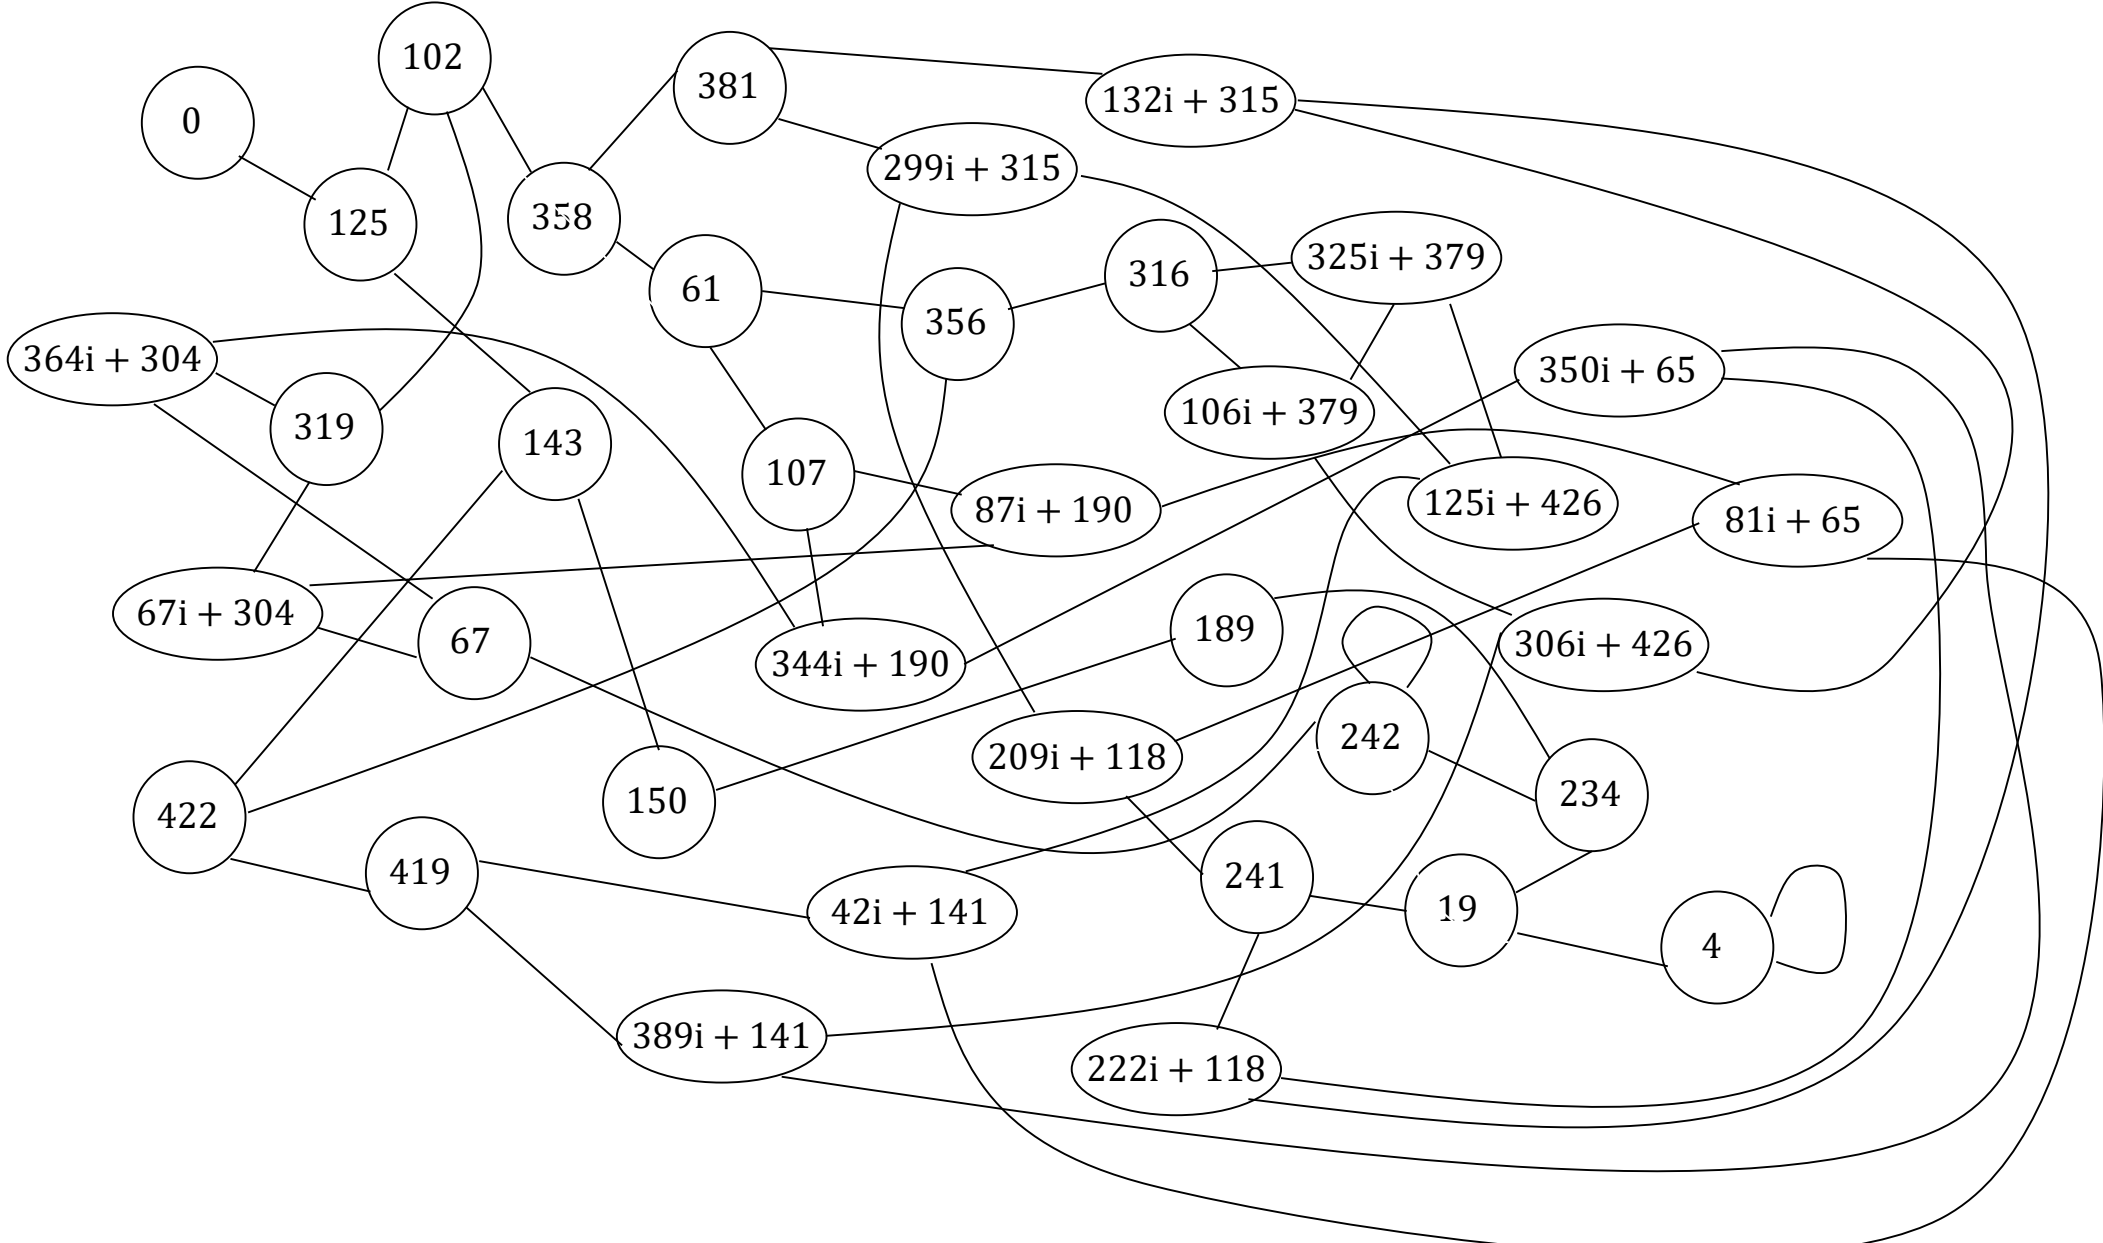 102
381
132i + 315
0
299i + 315
125
358
325i + 379
316
61
356
364i + 304
350i + 65
106i + 379
319
143
107
87i + 190
125i + 426
81i + 65
67i + 304
67
189
306i + 426
344i + 190
242
209i + 118
234
150
422
419
241
19
42i + 141
4
389i + 141
222i + 118